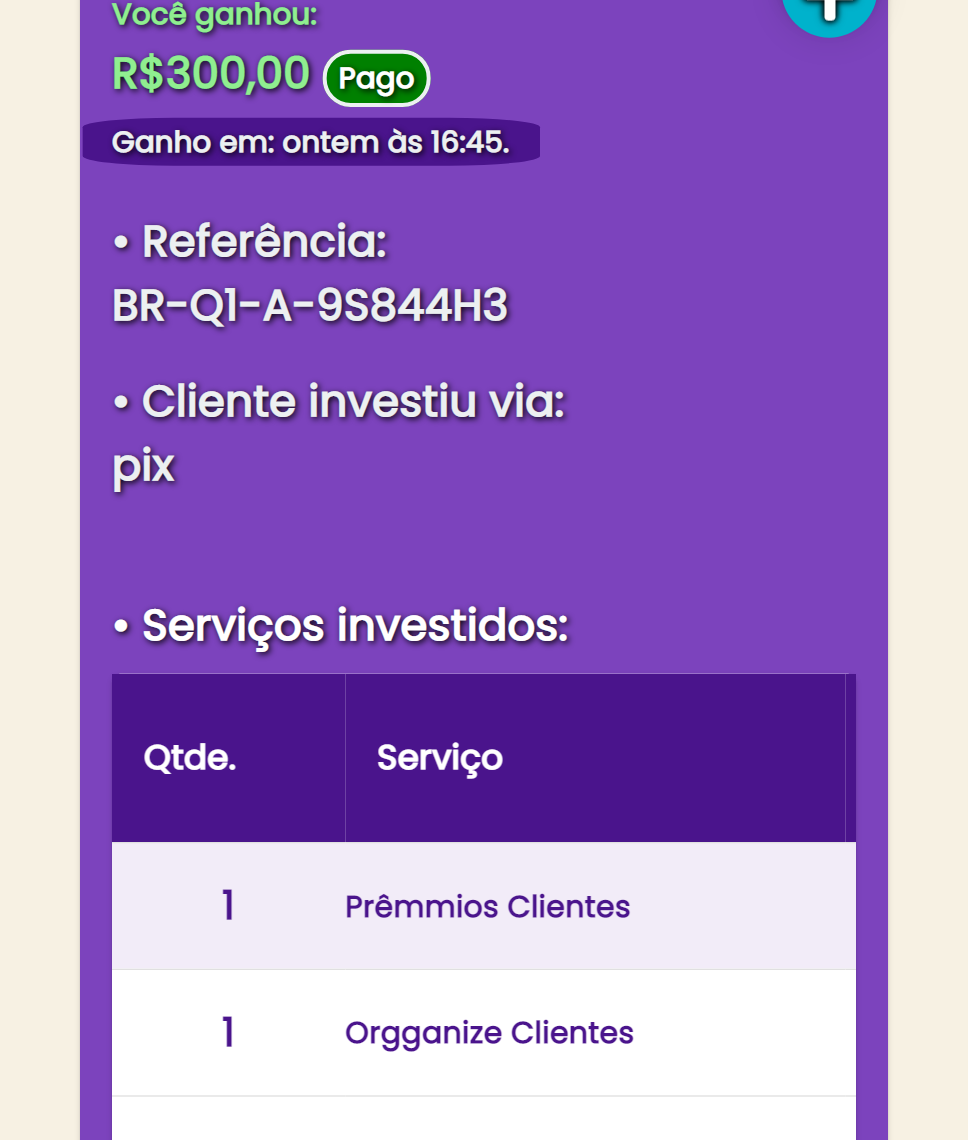 Você ganhou:
R$300,00 Pago
Ganho em: ontem às 16:45.
• Referência:
BR-Q1-A-9S844H3
• Cliente investiu via:
pix
• Serviços investidos:
Qtde. Serviço
1 Prêmmios Clientes
1 Orgganize Clientes